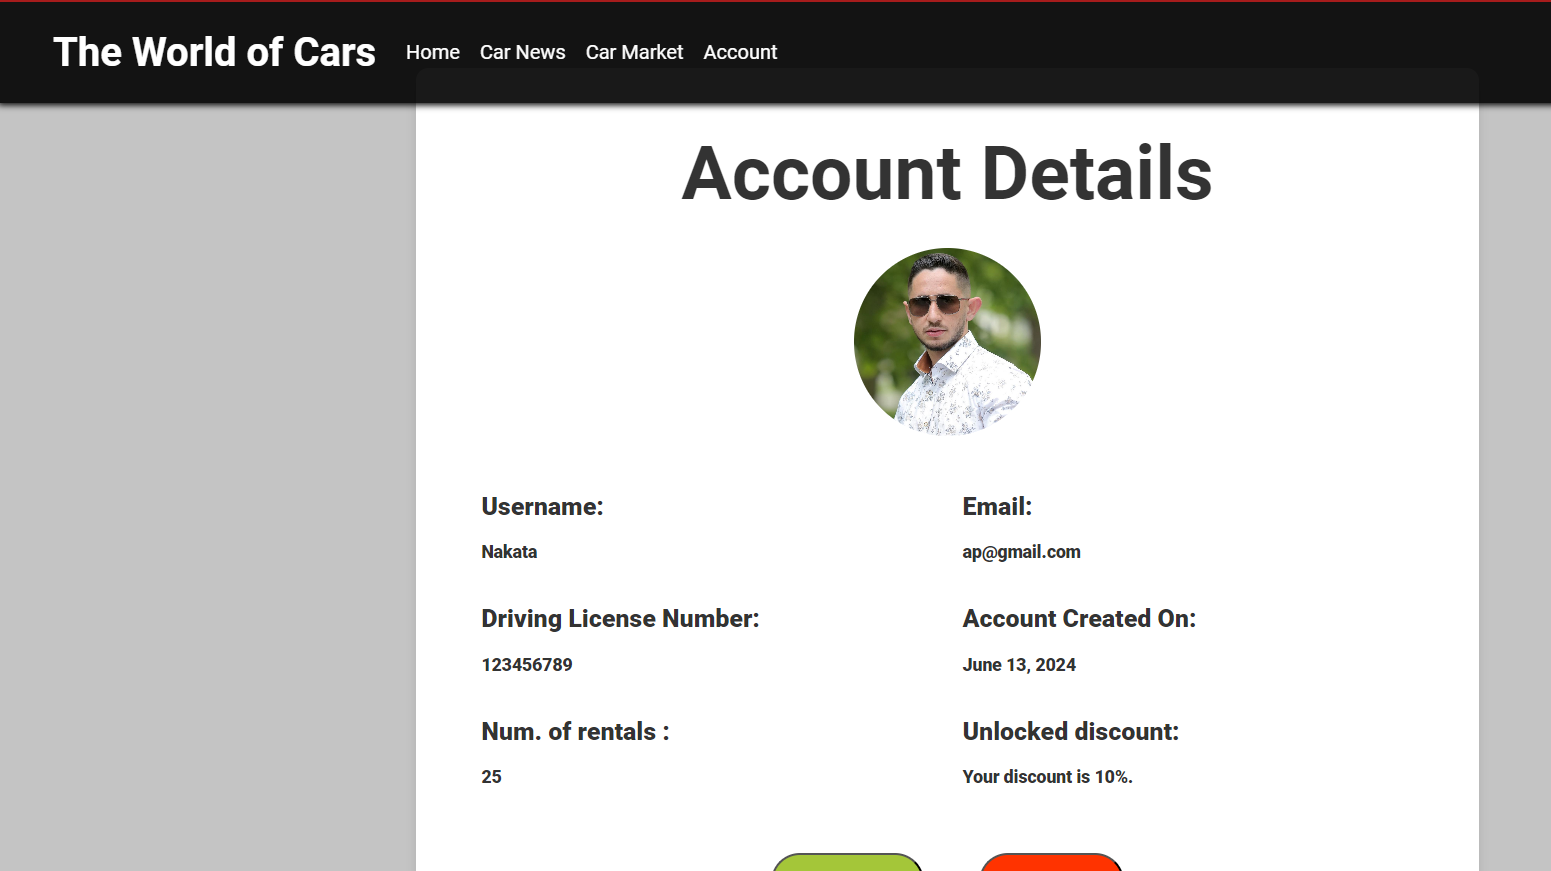 The World of Cars Home Car News Car Market Account
Account Details
Username: Email:
Nakata ap@gmail.com
Driving License Number: Account Created On:
123456789 June 13, 2024
Num. of rentals : Unlocked discount:
25 Your discount is 10%.